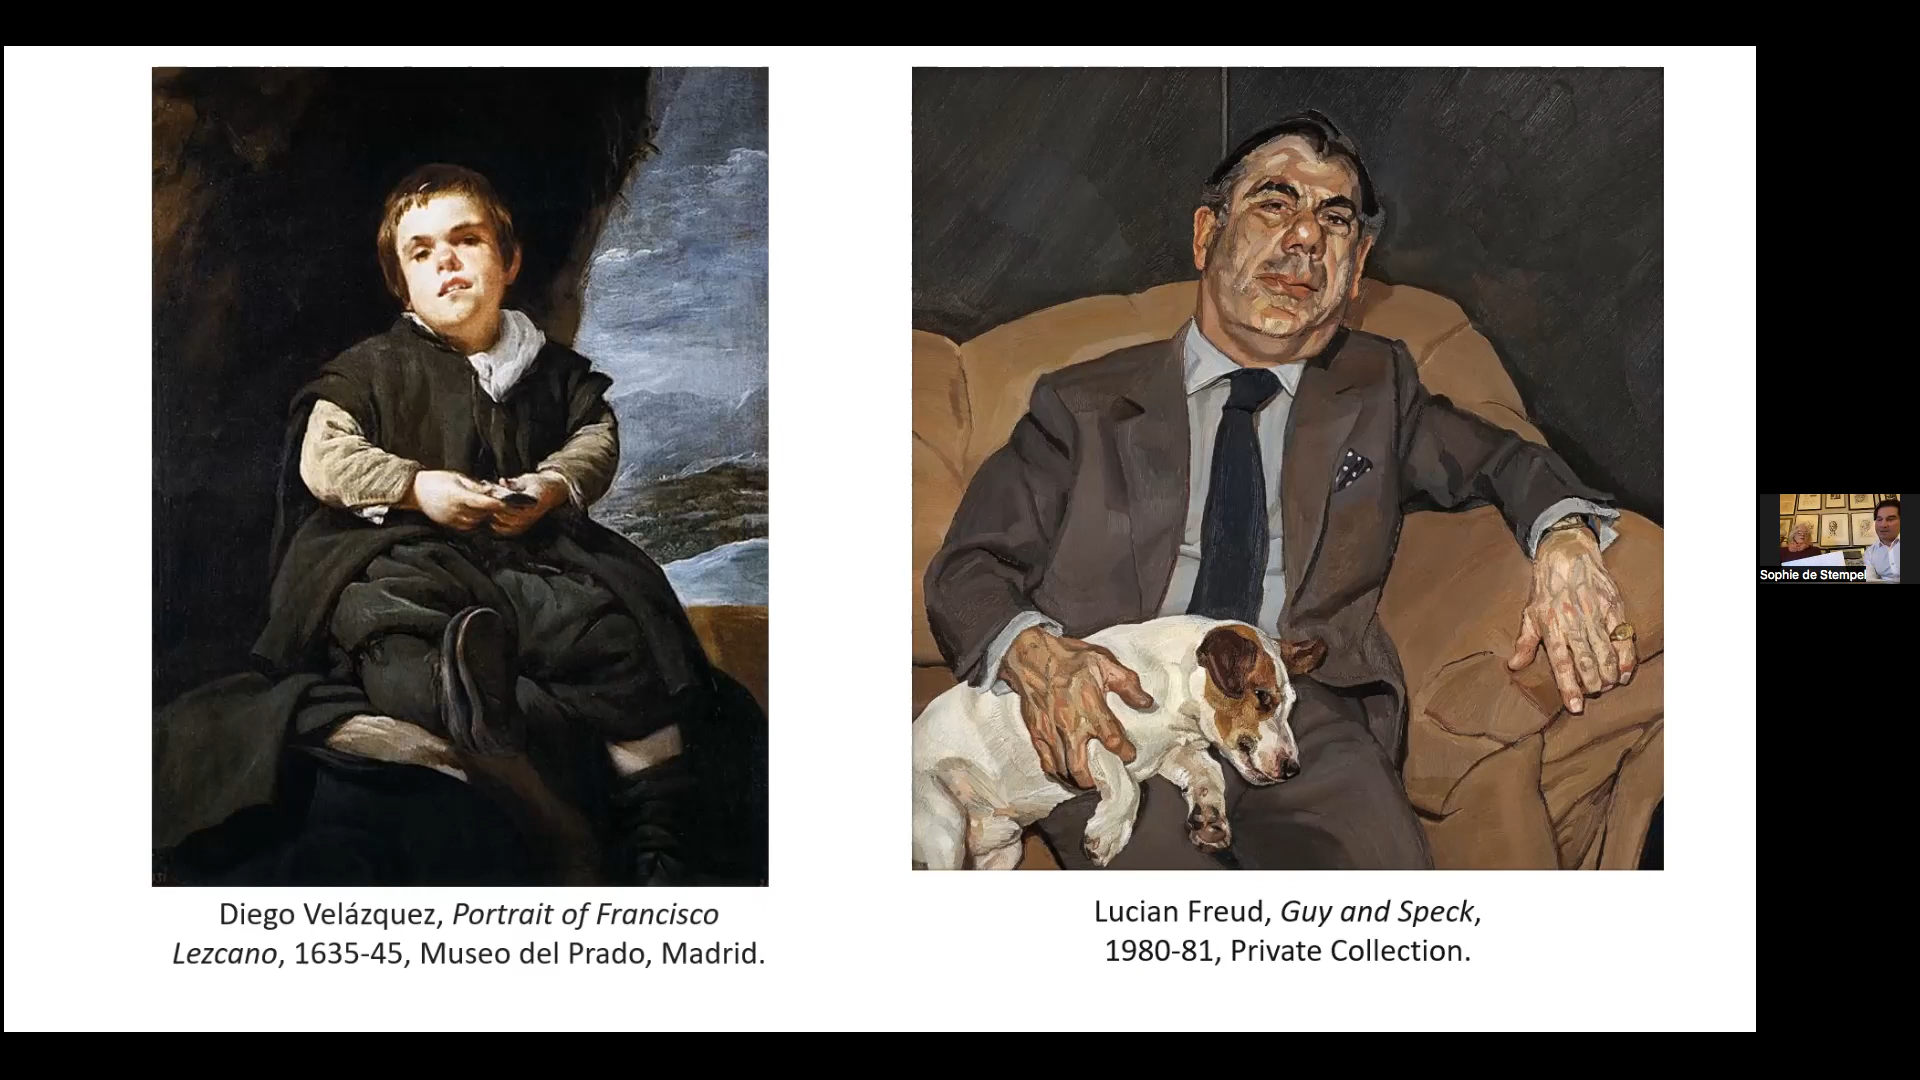 Diego Velázquez, Portrait of Francisco
Lezcano, 1635-45, Museo del Prado, Madrid.
Lucian Freud, Guy and Speck,
1980-81, Private Collection.
Sophie de Stempel